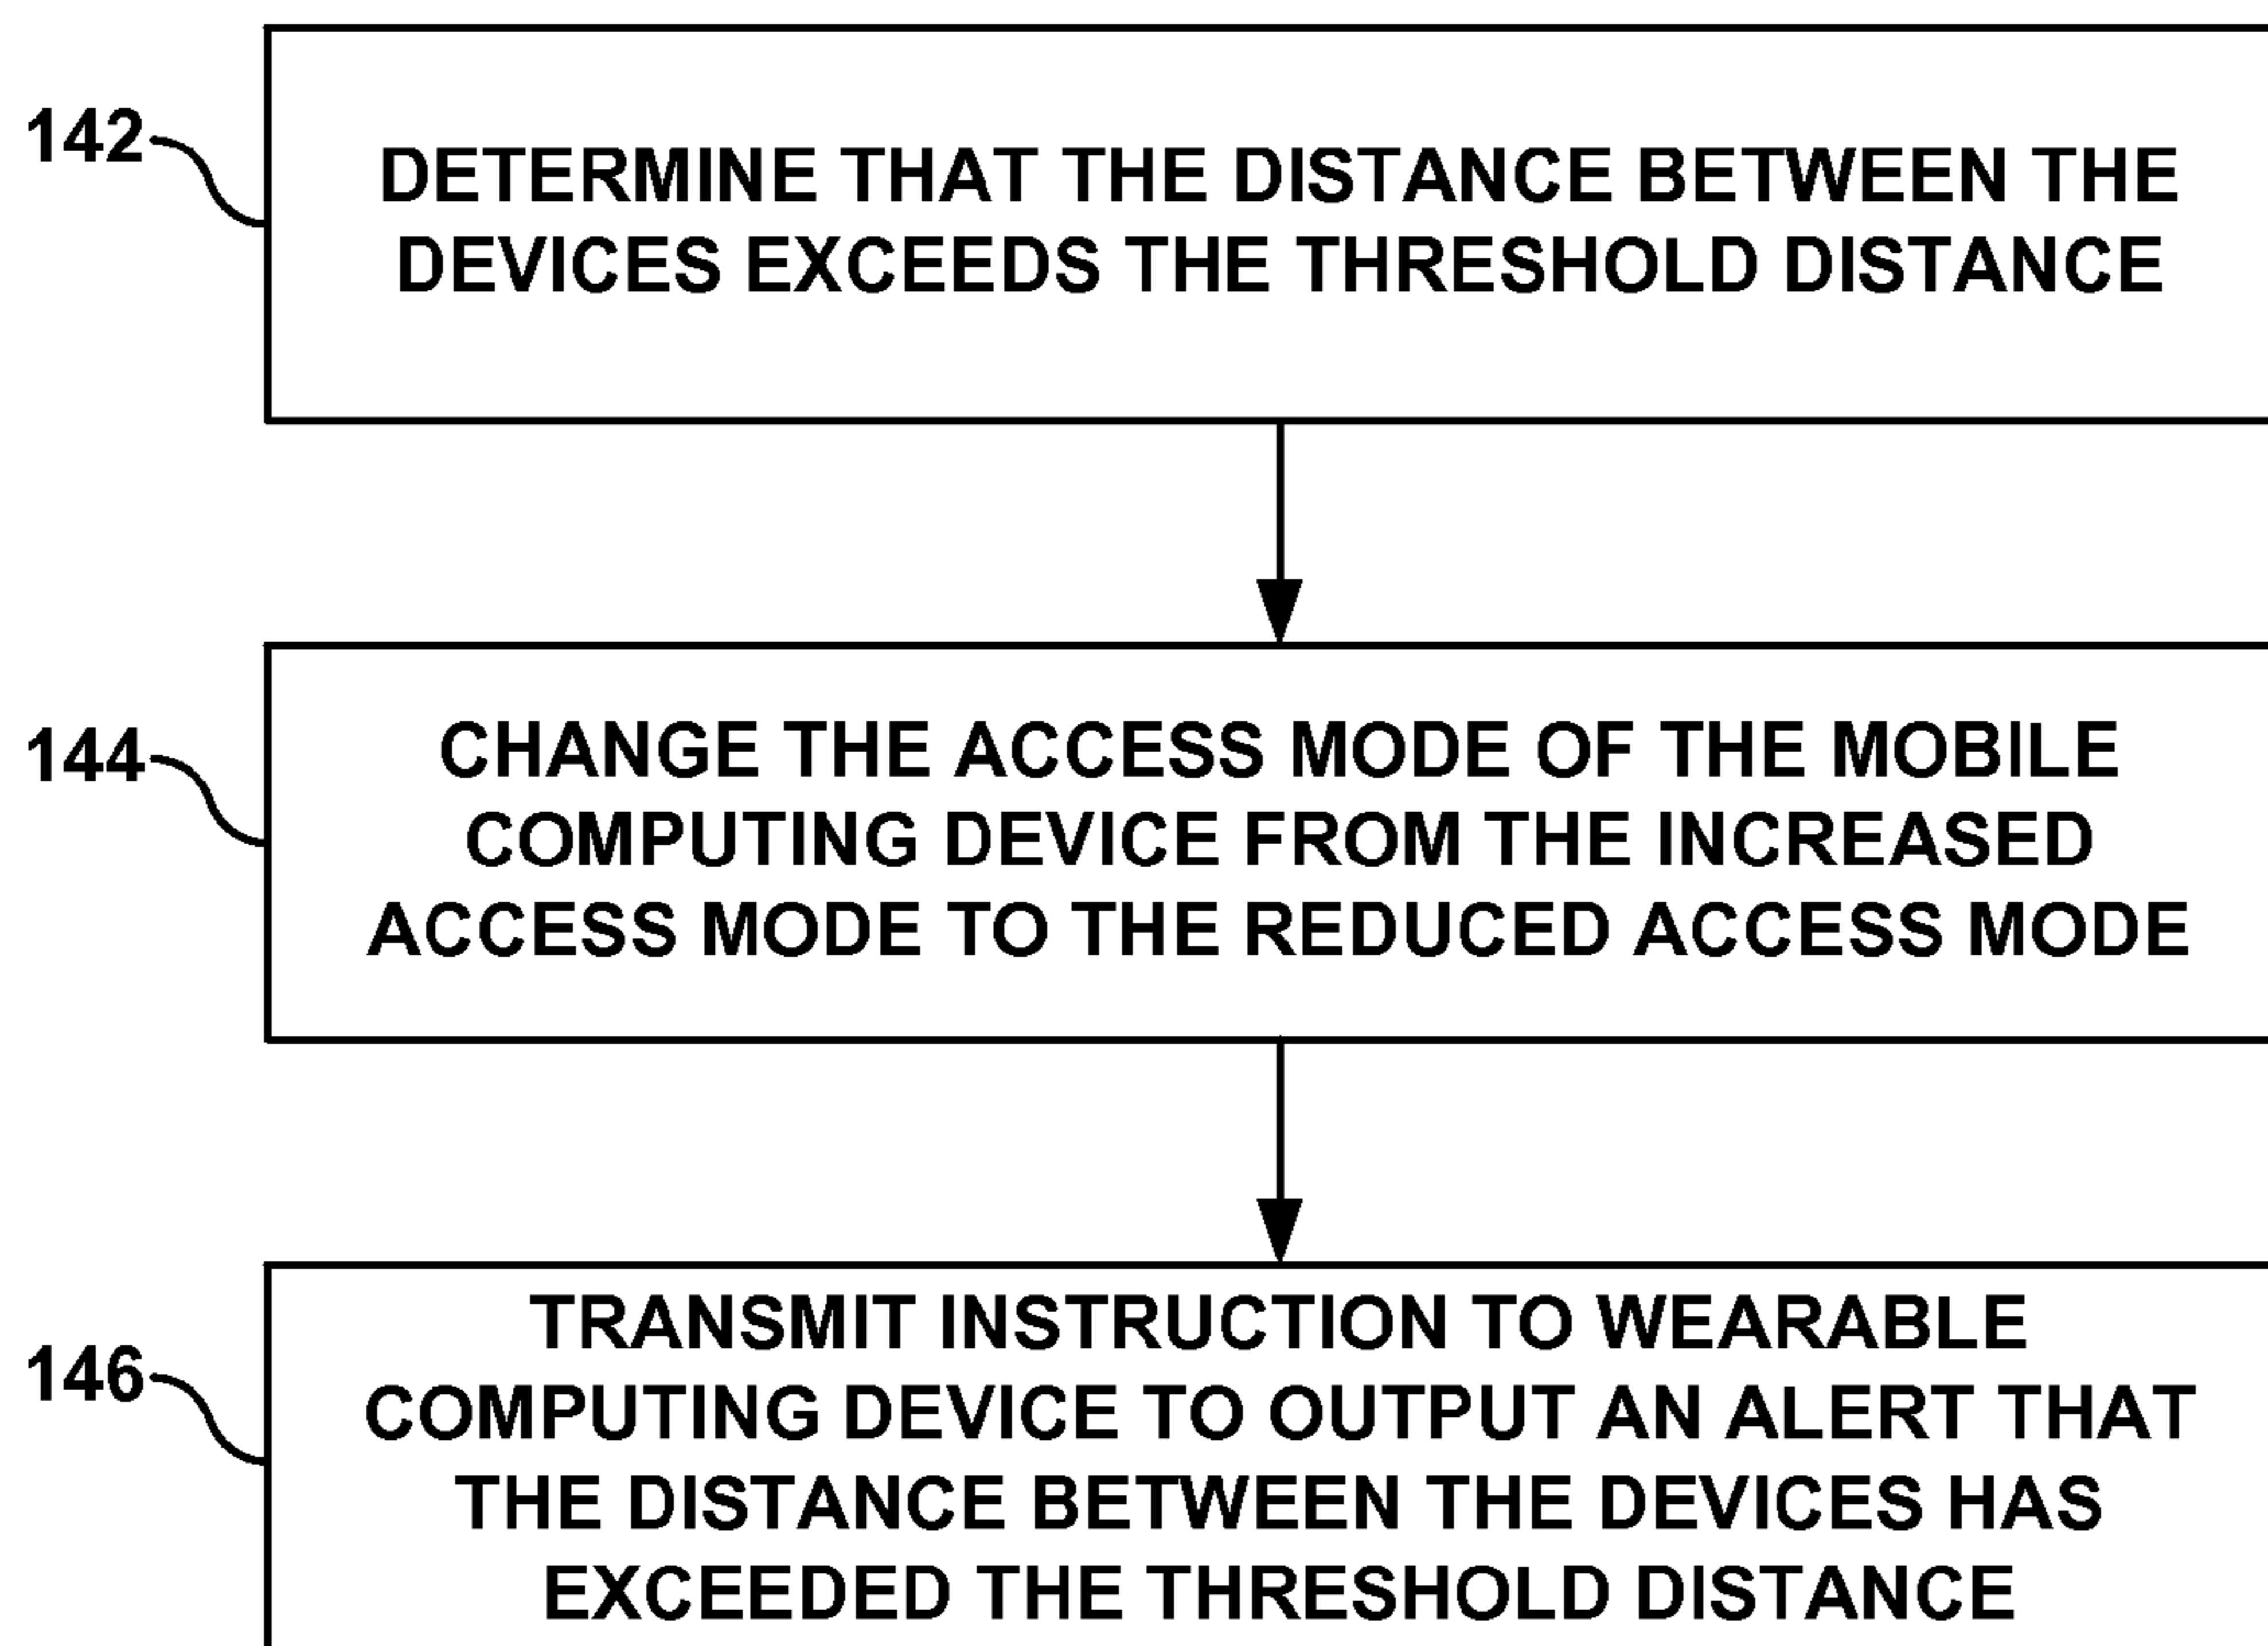 142
DETERMINE THAT THE DISTANCE BETWEEN THE
DEVICES EXCEEDS THE THRESHOLD DISTANCE
144
CHANGE THE ACCESS MODE OF THE MOBILE
COMPUTING DEVICE FROM THE INCREASED
ACCESS MODE TO THE REDUCED ACCESS MODE
146
TRANSMIT INSTRUCTION TO WEARABLE
COMPUTING DEVICE TO OUTPUT AN ALERT THAT
THE DISTANCE BETWEEN THE DEVICES HAS
EXCEEDED THE THRESHOLD DISTANCE